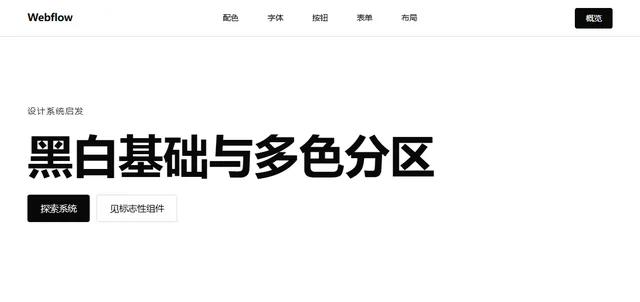 Webflow
配色 字体 按钮 表单 布局
概览
设计系统启发
黑白基础与多色分区
探索系统 见标志性组件